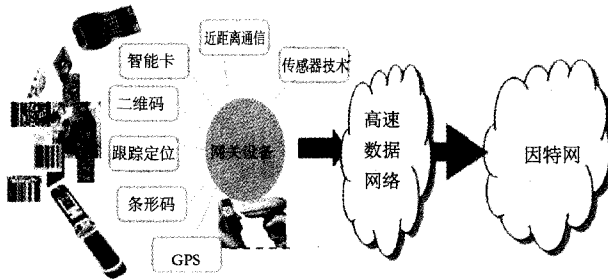 近距离通信
智能卡
传感器技术
二维码
跟踪定位
网关设备
条形码
GPS
高速
数据
网络
因特网